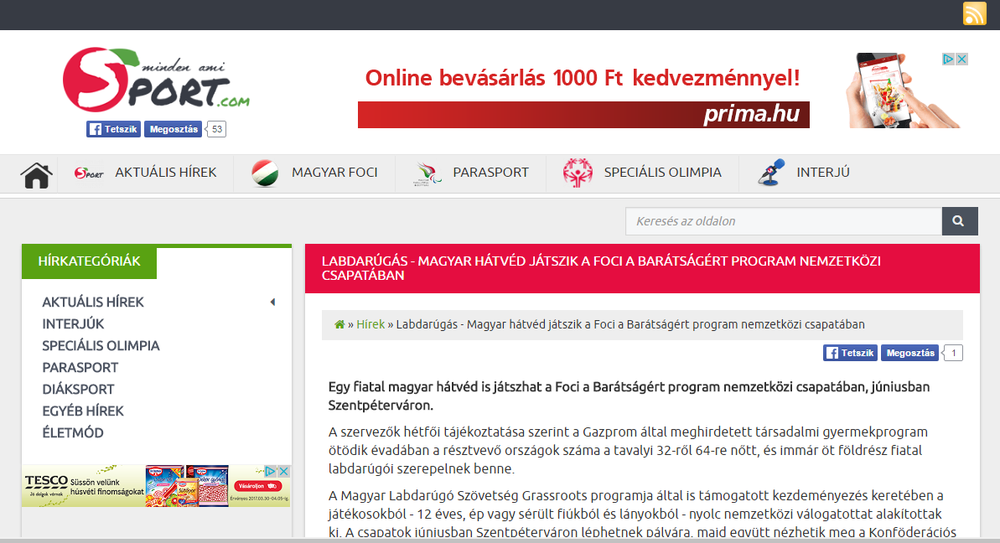 minden ami
SPORT.com
Tetszik Megosztás 53
Online bevásárlás 1000 Ft kedvezménnyel!
prima.hu
SPORT AKTUÁLIS HÍREK MAGYAR FOCI PARASPORT SPECIÁLIS OLIMPIA INTERJÚ
Keresés az oldalon
HÍRKATEGÓRIÁK
AKTUÁLIS HÍREK
INTERJÚK
SPECIÁLIS OLIMPIA
PARASPORT
DIÁKSPORT
EGYÉB HÍREK
ÉLETMÓD
TESCO
Jó dolgok várnak
Süssön velünk
húsvéti finomságokat
Vásároljon
Érvényes 2017.03.30-04.05-ig.
LABDARÚGÁS - MAGYAR HÁTVÉD JÁTSZIK A FOCI A BARÁTSÁGÉRT PROGRAM NEMZETKÖZI
CSAPATÁBAN
» Hírek » Labdarúgás - Magyar hátvéd játszik a Foci a Barátságért program nemzetközi csapatában
Tetszik Megosztás 1
Egy fiatal magyar hátvéd is játszhat a Foci a Barátságért program nemzetközi csapatában, júniusban
Szentpéterváron.
A szervezők hétfői tájékoztatása szerint a Gazprom által meghirdetett társadalmi gyermekprogram
ötödik évadában a résztvevő országok száma a tavalyi 32-ről 64-re nőtt, és immár öt földrész fiatal
labdarúgói szerepelnek benne.
A Magyar Labdarúgó Szövetség Grassroots programja által is támogatott kezdeményezés keretében a
játékosokból - 12 éves, ép vagy sérült fiúkból és lányokból - nyolc nemzetközi válogatottat alakítottak
ki. A csapatok júniusban Szentpéterváron léphetnek pályára, majd együtt nézhetik meg a Konföderációs